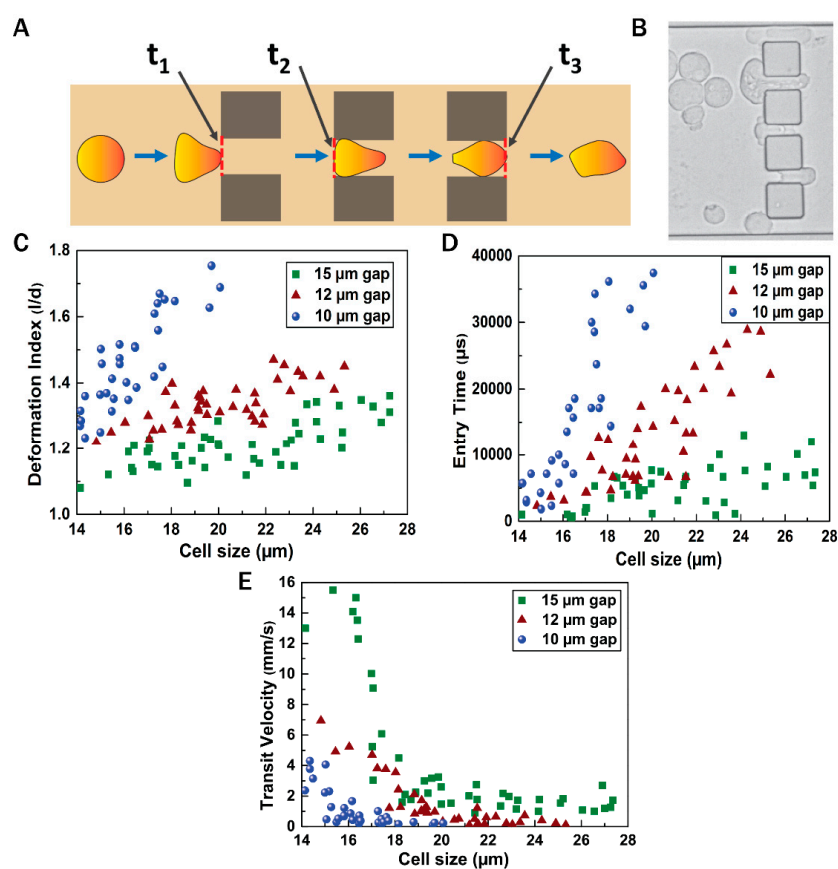 A
B
t1
t2
t3
C
Deformation Index (l/d)
1.8
1.6
1.4
1.2
1.0
15 µm gap
12 µm gap
10 µm gap
14 16 18 20 22 24 26 28
Cell size (µm)
D
Entry Time (µs)
40000
30000
20000
10000
0
15 µm gap
12 µm gap
10 µm gap
14 16 18 20 22 24 26 28
Cell size (µm)
E
Transit Velocity (mm/s)
16
14
12
10
8
6
4
2
0
15 µm gap
12 µm gap
10 µm gap
14 16 18 20 22 24 26 28
Cell size (µm)